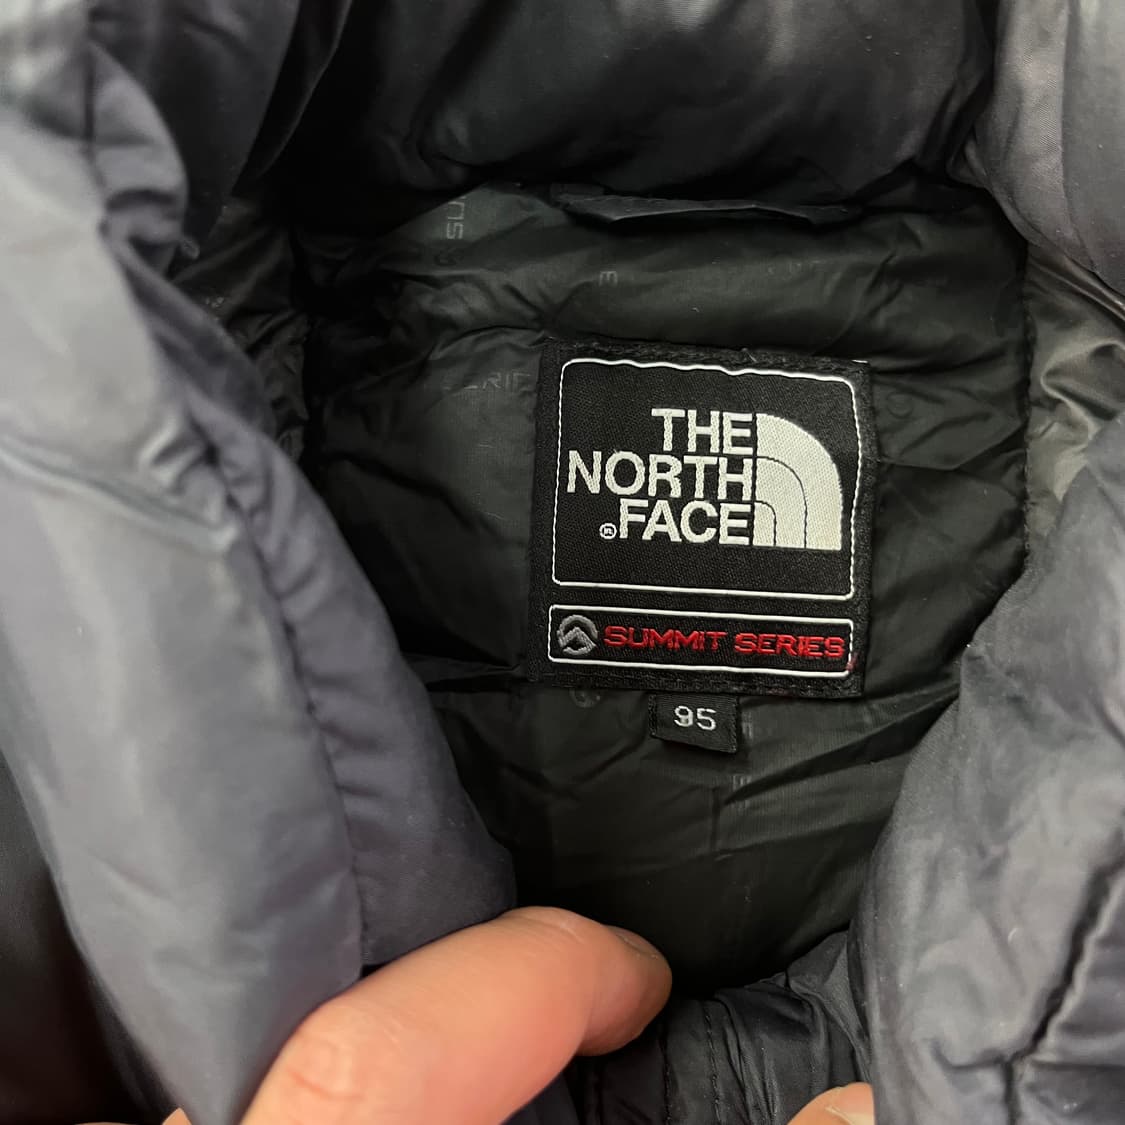 THE
NORTH
FACE
®
SUMMIT SERIES
95